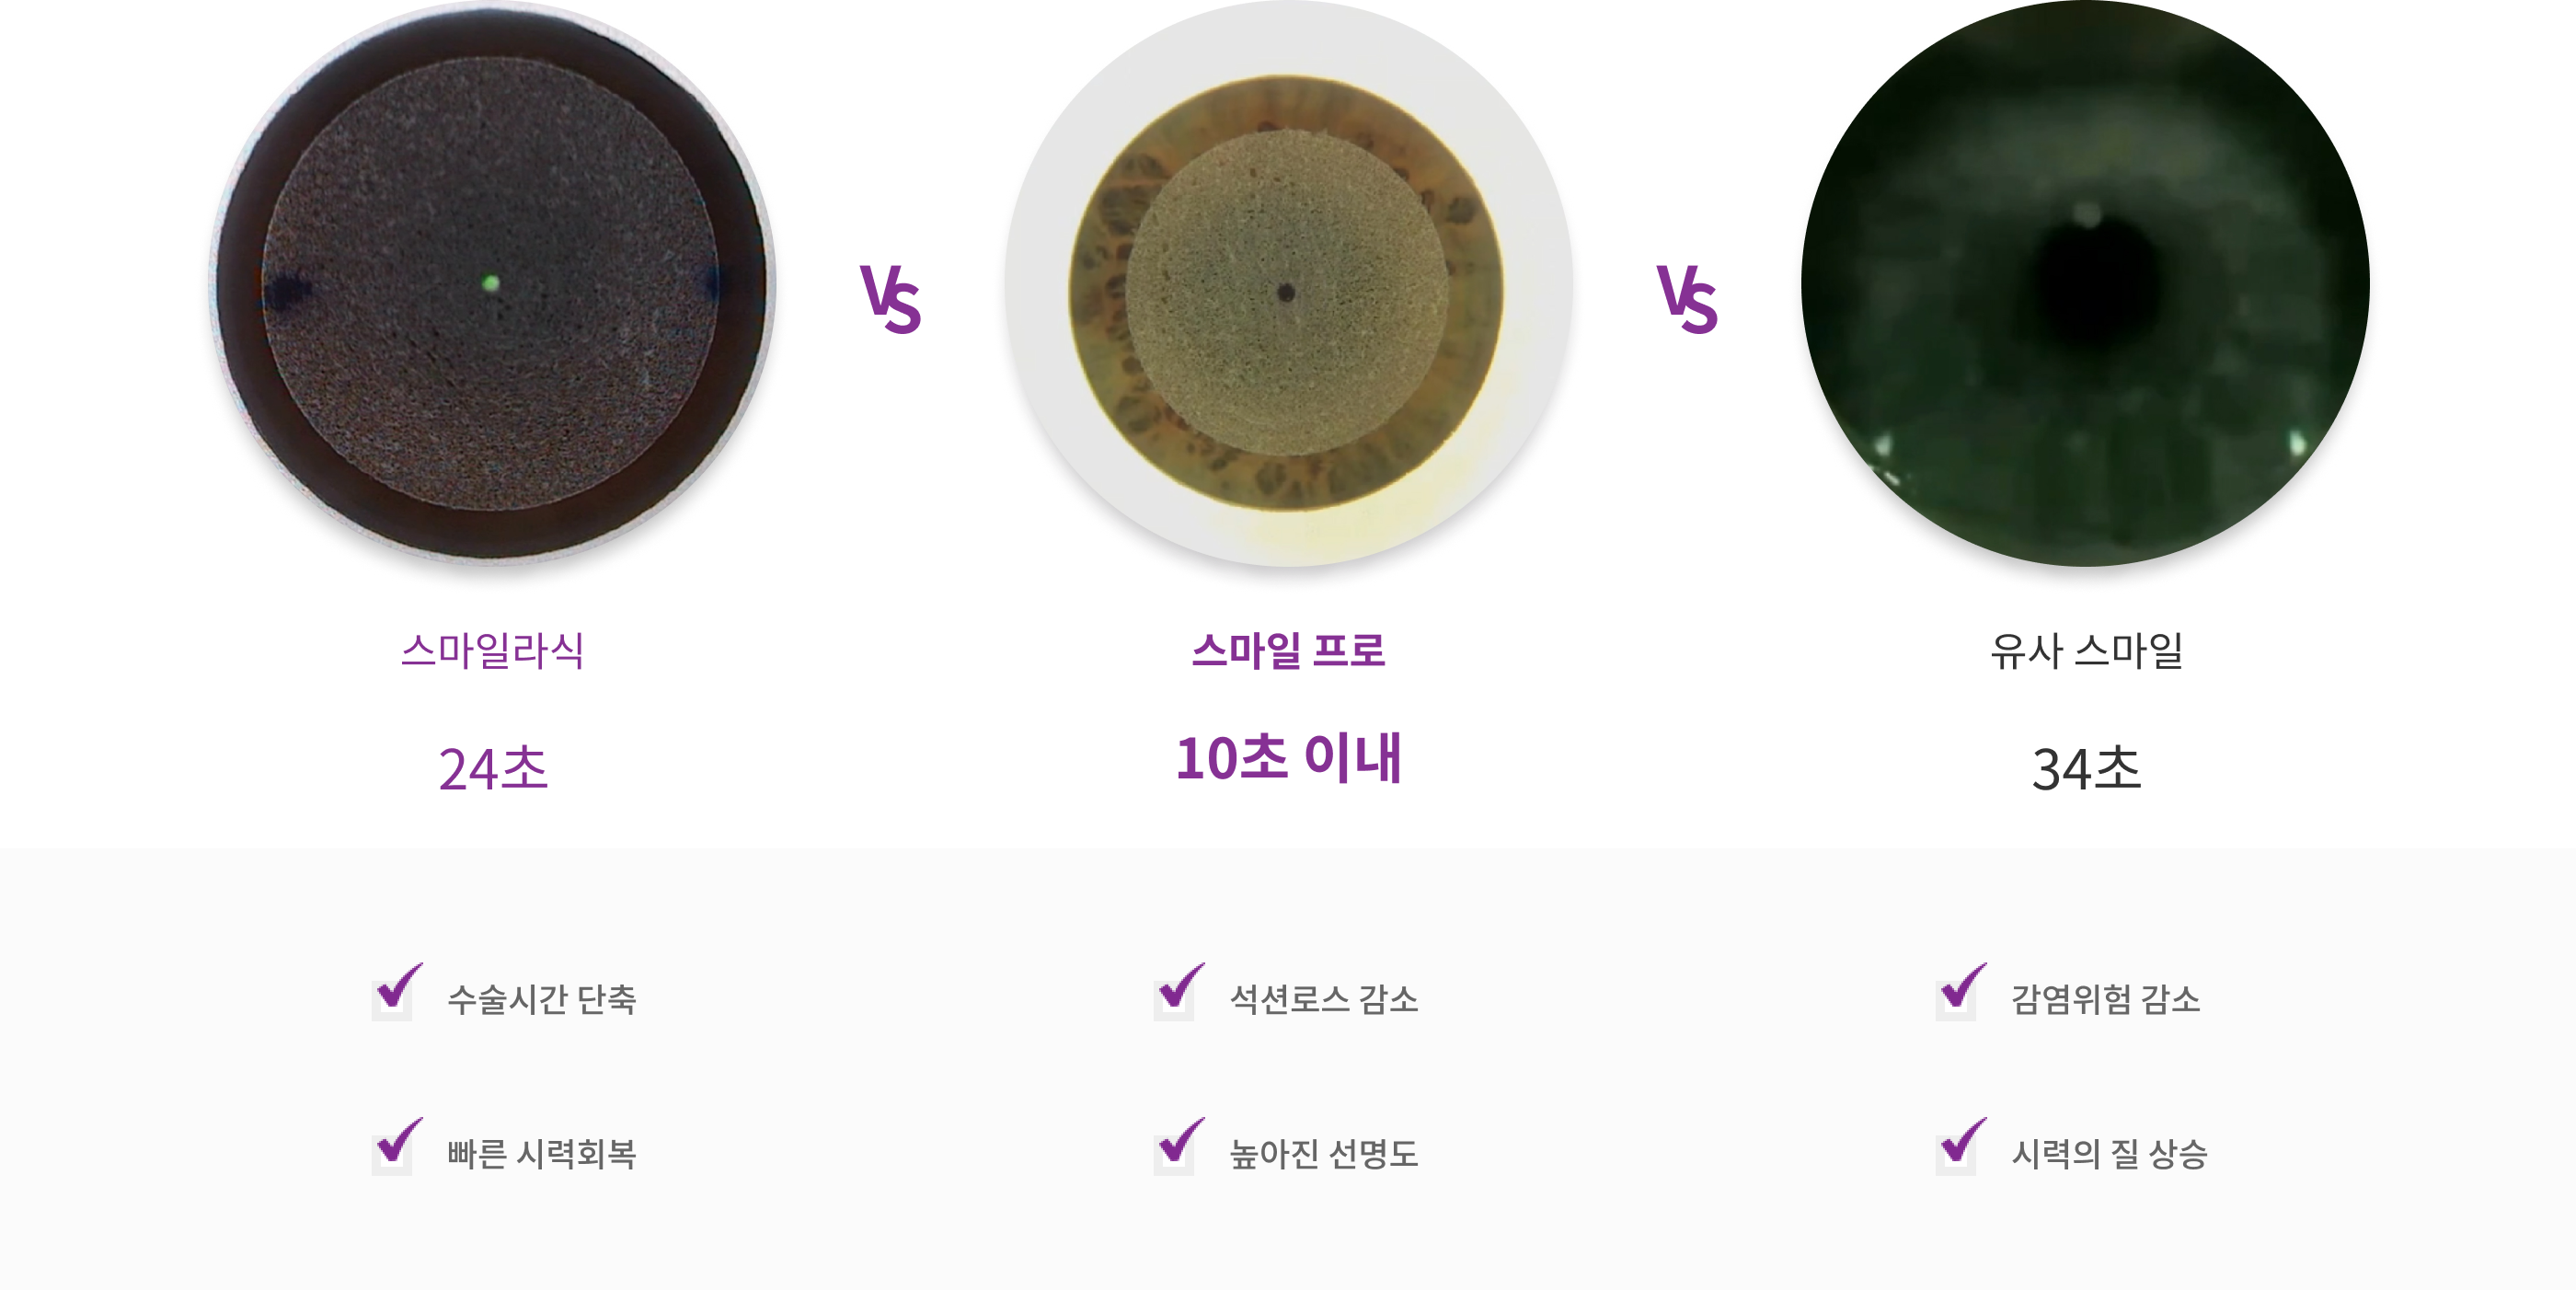 VS
VS
스마일라식
스마일 프로
유사 스마일
24초
10초 이내
34초
수술시간 단축
석션로스 감소
감염위험 감소
빠른 시력회복
높아진 선명도
시력의 질 상승